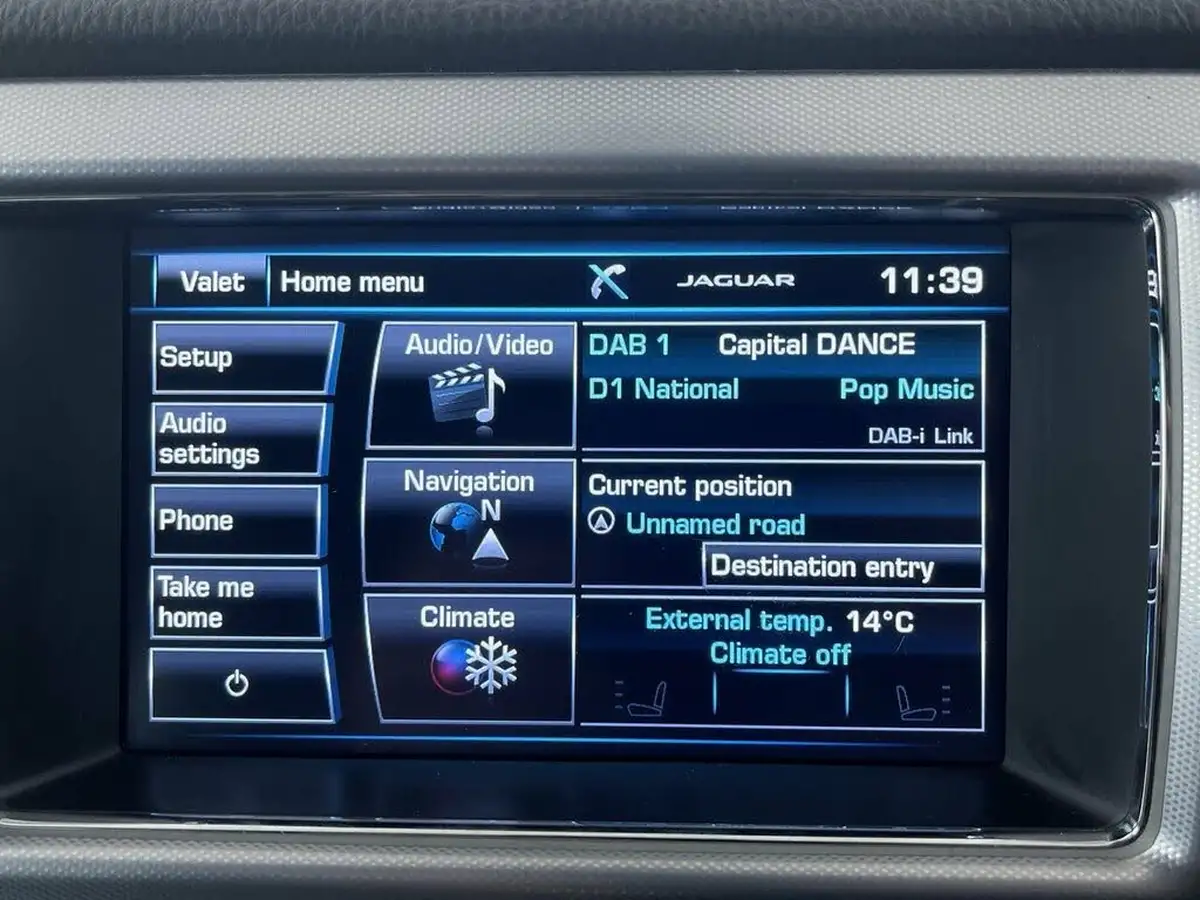 Valet
Home menu
JAGUAR
11:39
Setup
Audio
settings
Phone
Take me
home
Audio/Video
Navigation
N
Climate
DAB 1 Capital DANCE
D1 National Pop Music
DAB-i Link
Current position
Unnamed road
Destination entry
External temp. 14°C
Climate off